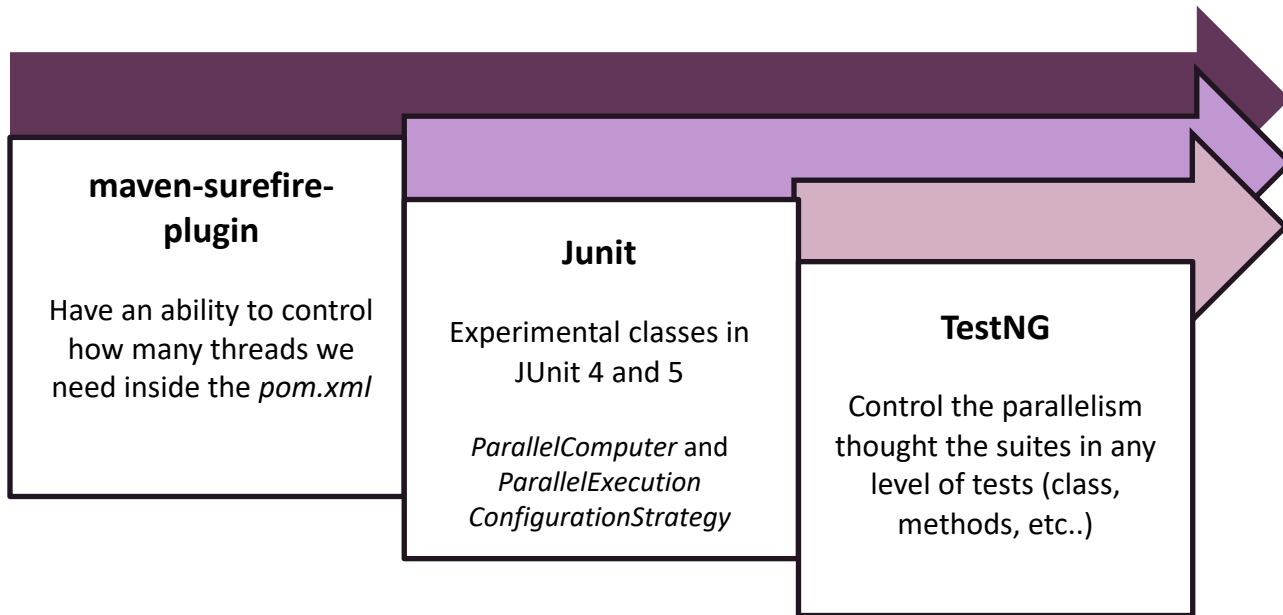 maven-surefire-
plugin
Have an ability to control
how many threads we
need inside the pom.xml
Junit
Experimental classes in
JUnit 4 and 5
ParallelComputer and
ParallelExecution
ConfigurationStrategy
TestNG
Control the parallelism
thought the suites in any
level of tests (class,
methods, etc..)